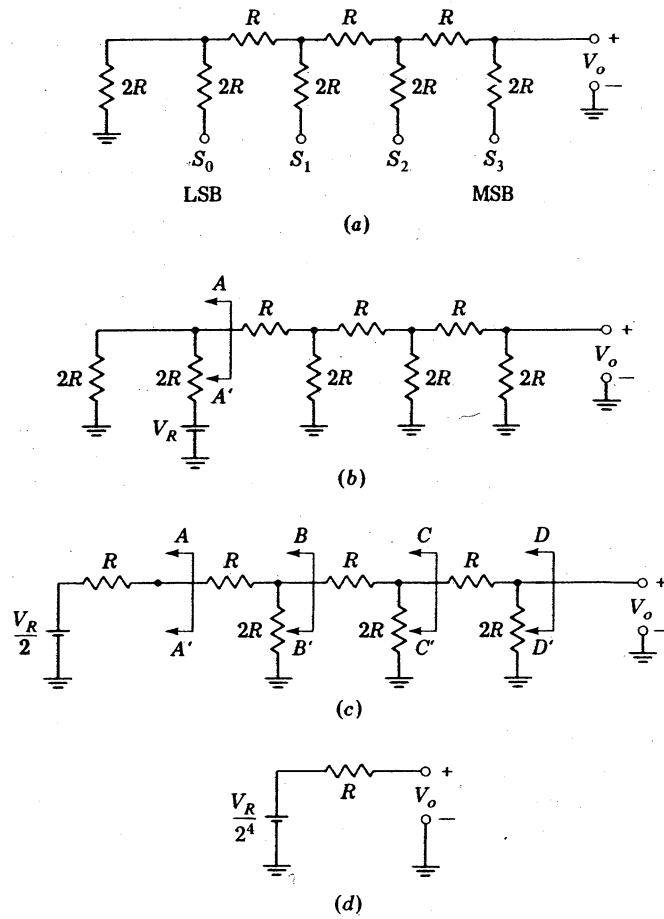 R R R
+
V_o
−
2R 2R 2R 2R 2R
S_0 S_1 S_2 S_3
LSB MSB
(a)
A
R R R
+
V_o
−
2R 2R 2R 2R 2R
A'
V_R
(b)
A B C D
R R R R
+
V_R/2
V_o
−
2R 2R 2R
A' B' C' D'
(c)
+
R
V_o
−
V_R/2^4
(d)